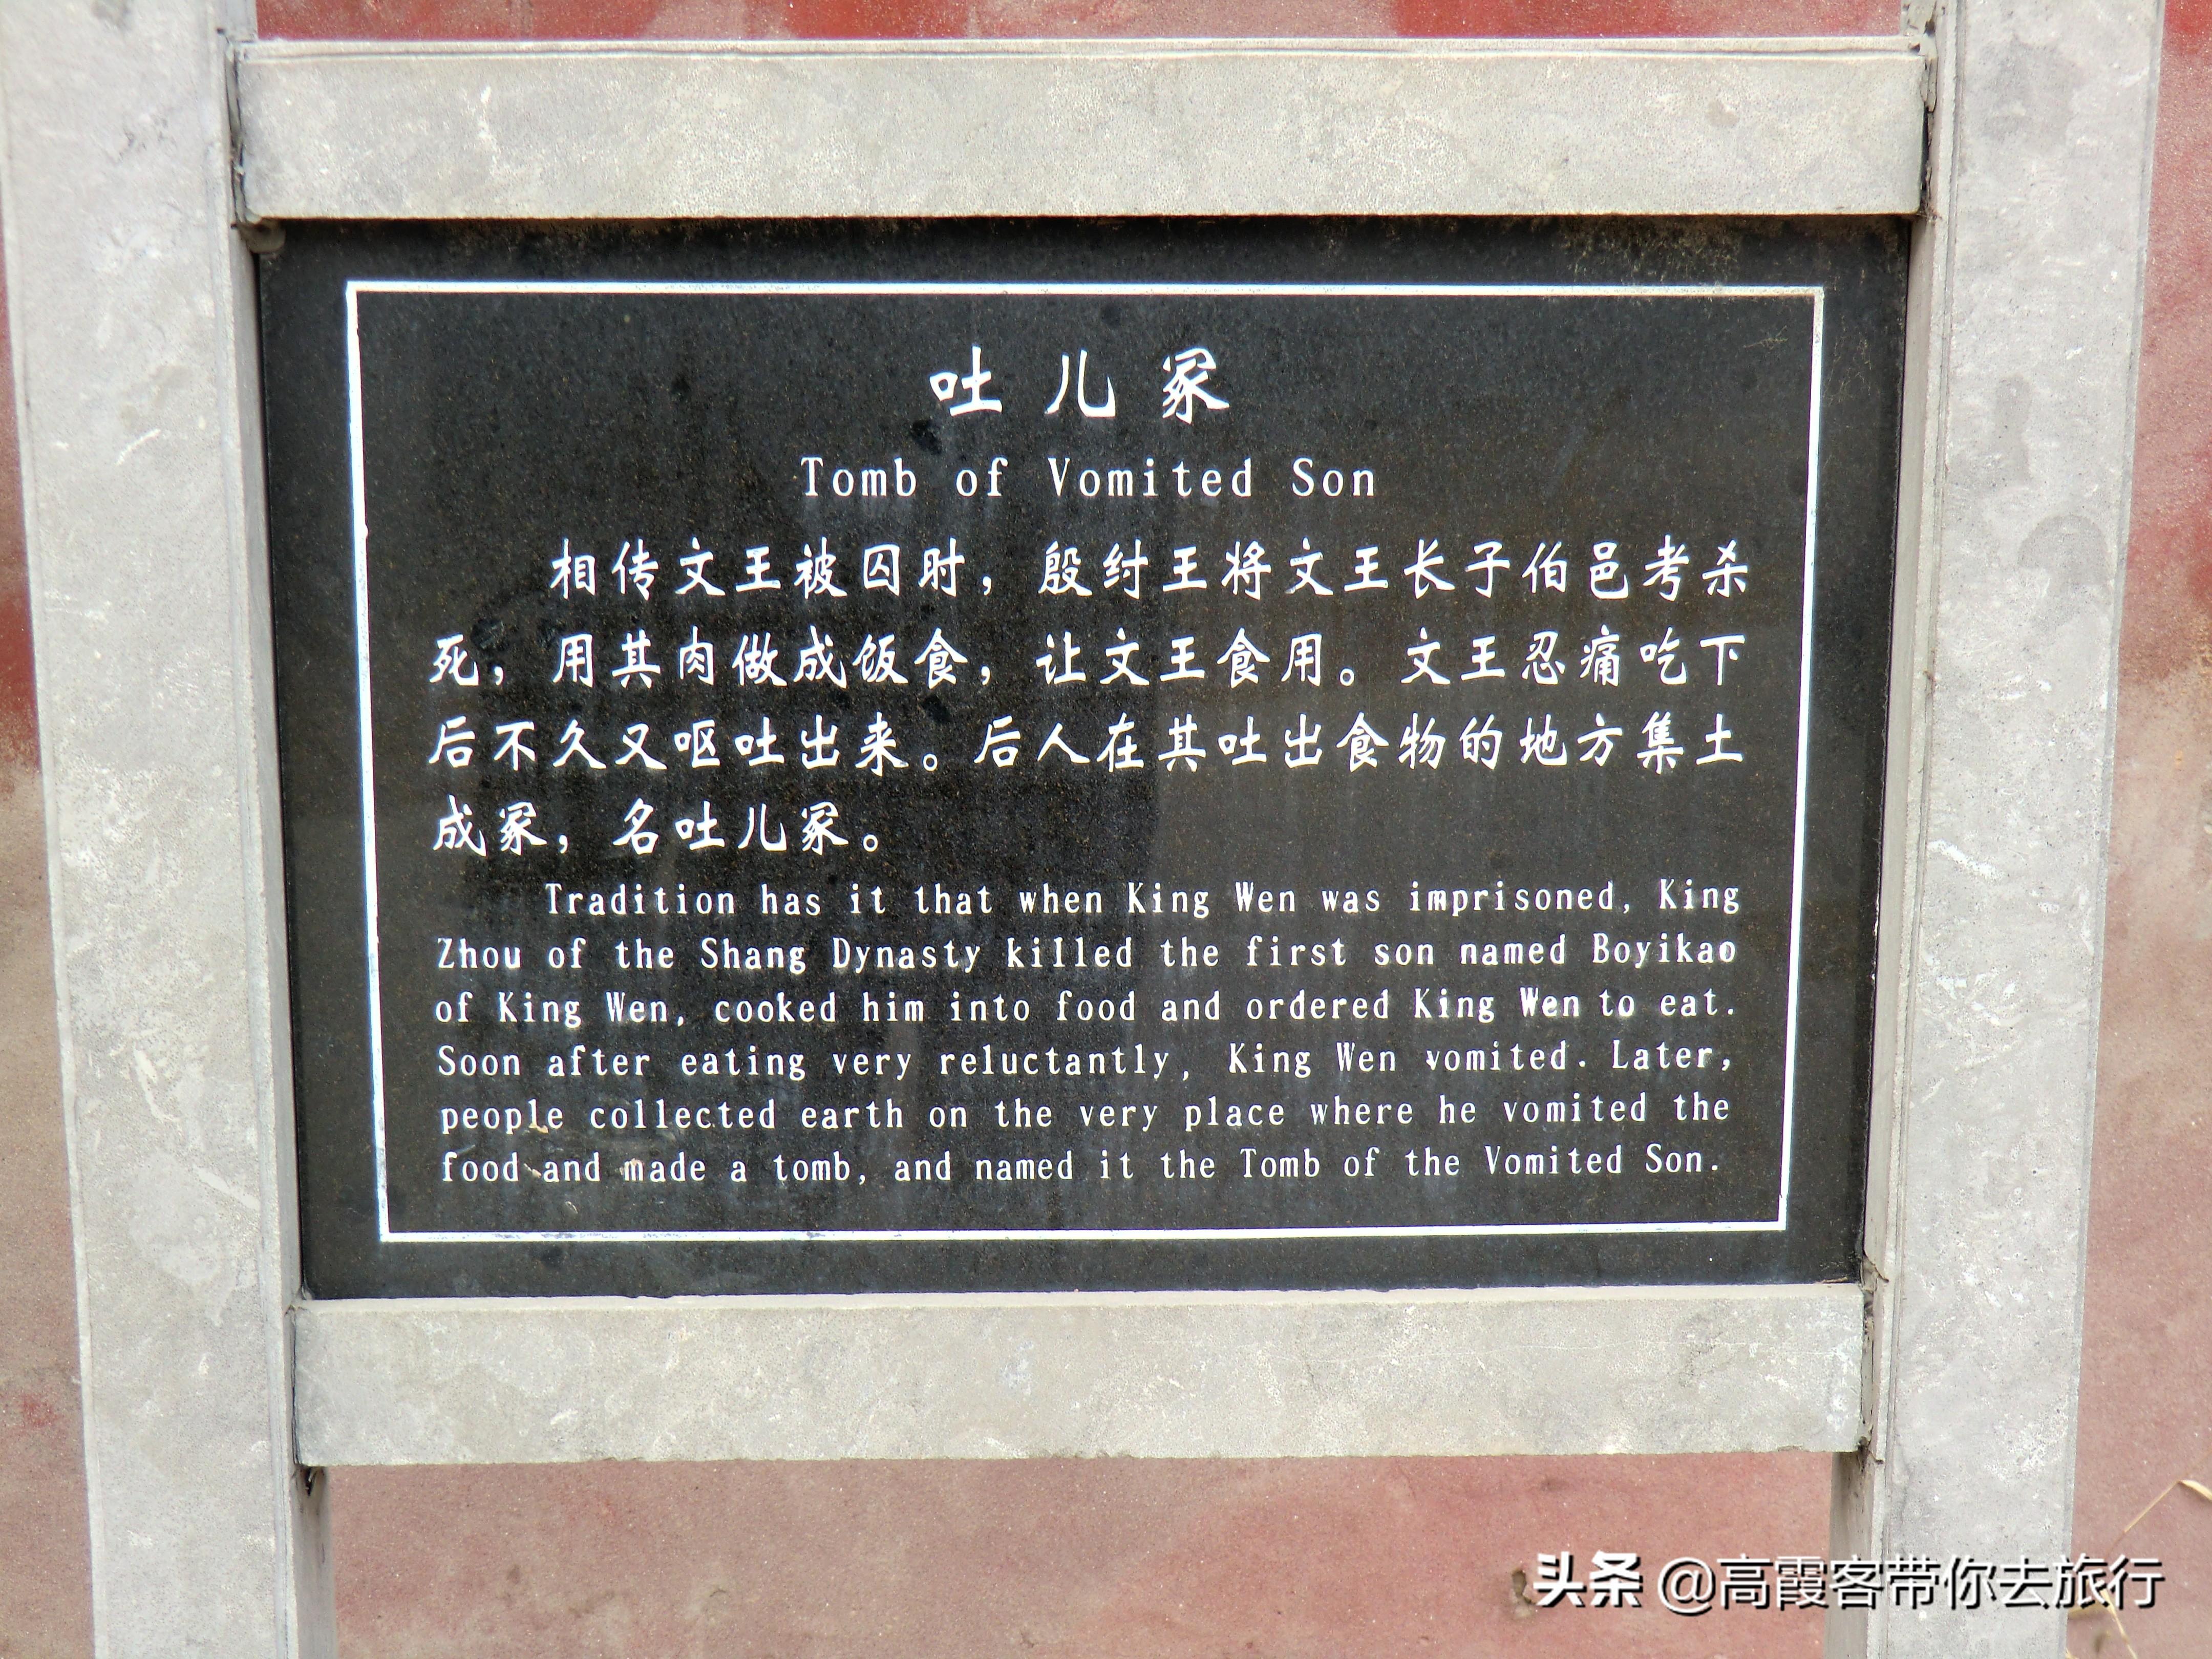 吐儿冢
Tomb of Vomited Son
相传文王被囚时，殷纣王将文王长子伯邑考杀
死，用其肉做成饭食，让文王食用。文王忍痛吃下
后不久又呕吐出来。后人在其吐出食物的地方集土
成冢，名吐儿冢。
Tradition has it that when King Wen was imprisoned, King
Zhou of the Shang Dynasty killed the first son named Boyikao
of King Wen, cooked him into food and ordered King Wen to eat.
Soon after eating very reluctantly, King Wen vomited. Later,
people collected earth on the very place where he vomited the
food and made a tomb, and named it the Tomb of the Vomited Son.
头条 @高霞客带你去旅行